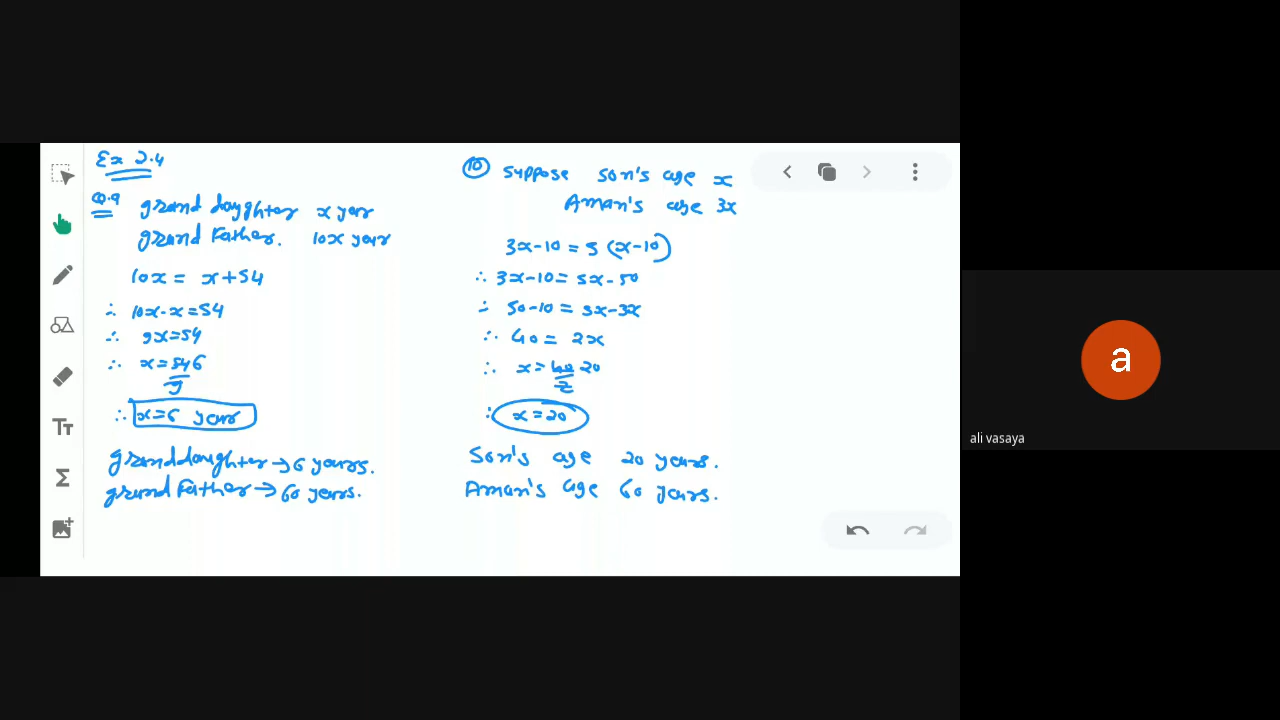 Ex 2.4
Q.9 grand daughter x year
grand Father. 10x year
10x = x+54
∴ 10x-x=54
∴ 9x=54
∴ x=54 6
9
∴ x=6 years
granddaughter → 6 years.
grand Father → 60 years.
10 Suppose Son's age x
Aman's age 3x
3x-10 = 5 (x-10)
∴ 3x-10 = 5x-50
∴ 50-10 = 5x-3x
∴ 40 = 2x
∴ x = 40 20
2
∴ x = 20
Son's age 20 years.
Aman's age 60 years.
Tт
Σ
a
ali vasaya